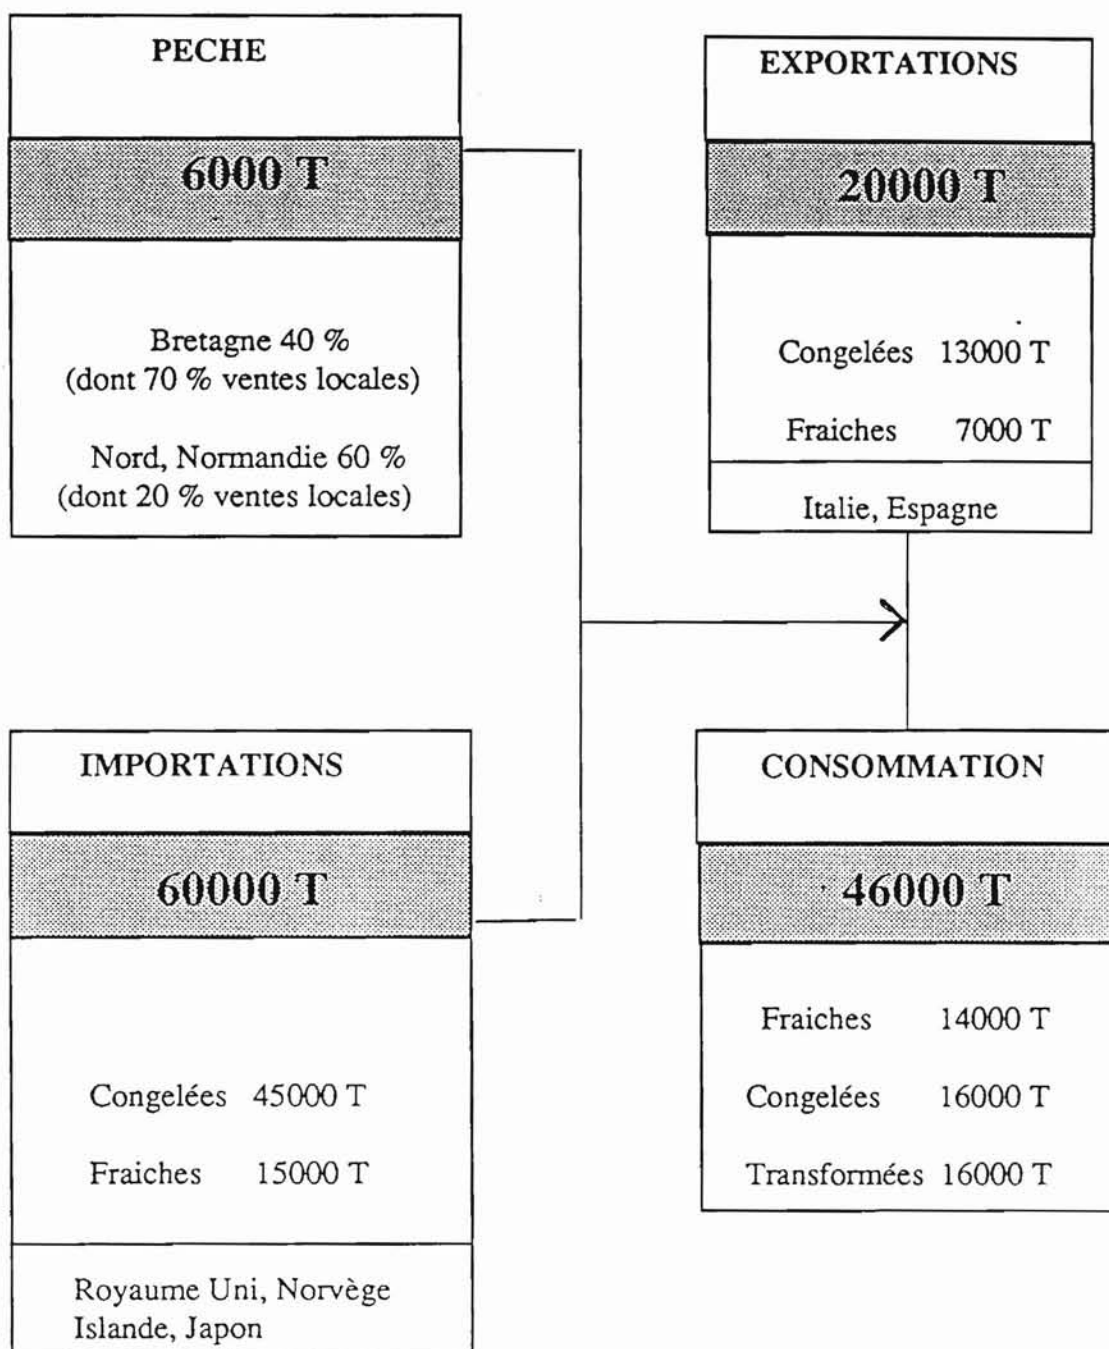 PECHE
6000 T
Bretagne 40 %
(dont 70 % ventes locales)
Nord, Normandie 60 %
(dont 20 % ventes locales)
EXPORTATIONS
20000 T
Congelées 13000 T
Fraiches 7000 T
Italie, Espagne
IMPORTATIONS
60000 T
Congelées 45000 T
Fraiches 15000 T
Royaume Uni, Norvège
Islande, Japon
CONSOMMATION
46000 T
Fraiches 14000 T
Congelées 16000 T
Transformées 16000 T